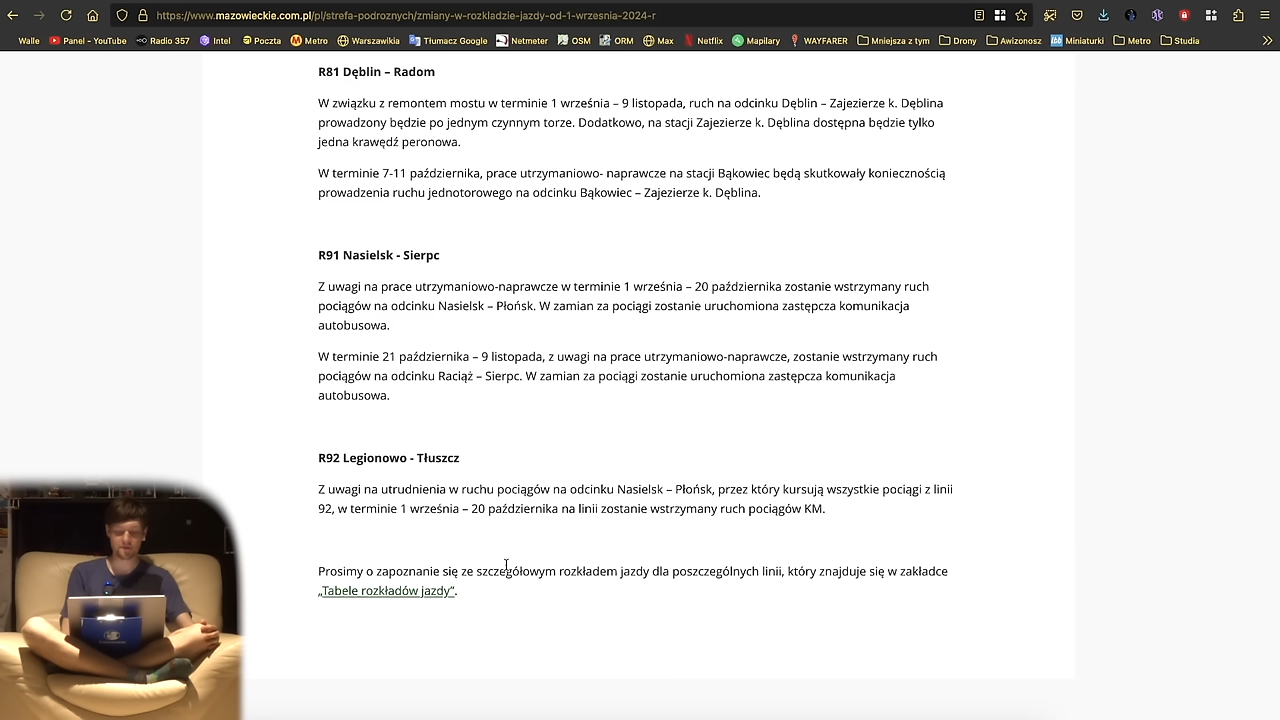 https://www.mazowieckie.com.pl/pl/strefa-podroznych/zmiany-w-rozkladzie-jazdy-od-1-wrzesnia-2024-r
Walle Panel - YouTube Radio 357 Intel Poczta Metro Warszawikia Tłumacz Google Netmeter OSM ORM Max Netflix Mapilary WAYFARER Mniejsza z tym Drony Awizonosz Miniaturki Metro Studia
R81 Dęblin – Radom
W związku z remontem mostu w terminie 1 września – 9 listopada, ruch na odcinku Dęblin – Zajezierze k. Dęblina
prowadzony będzie po jednym czynnym torze. Dodatkowo, na stacji Zajezierze k. Dęblina dostępna będzie tylko
jedna krawędź peronowa.
W terminie 7-11 października, prace utrzymaniowo- naprawcze na stacji Bąkowiec będą skutkowały koniecznością
prowadzenia ruchu jednotorowego na odcinku Bąkowiec – Zajezierze k. Dęblina.
R91 Nasielsk - Sierpc
Z uwagi na prace utrzymaniowo-naprawcze w terminie 1 września – 20 października zostanie wstrzymany ruch
pociągów na odcinku Nasielsk – Płońsk. W zamian za pociągi zostanie uruchomiona zastępcza komunikacja
autobusowa.
W terminie 21 października – 9 listopada, z uwagi na prace utrzymaniowo-naprawcze, zostanie wstrzymany ruch
pociągów na odcinku Raciąż – Sierpc. W zamian za pociągi zostanie uruchomiona zastępcza komunikacja
autobusowa.
R92 Legionowo - Tłuszcz
Z uwagi na utrudnienia w ruchu pociągów na odcinku Nasielsk – Płońsk, przez który kursują wszystkie pociągi z linii
92, w terminie 1 września – 20 października na linii zostanie wstrzymany ruch pociągów KM.
Prosimy o zapoznanie się ze szczegółowym rozkładem jazdy dla poszczególnych linii, który znajduje się w zakładce
„Tabele rozkładów jazdy”.